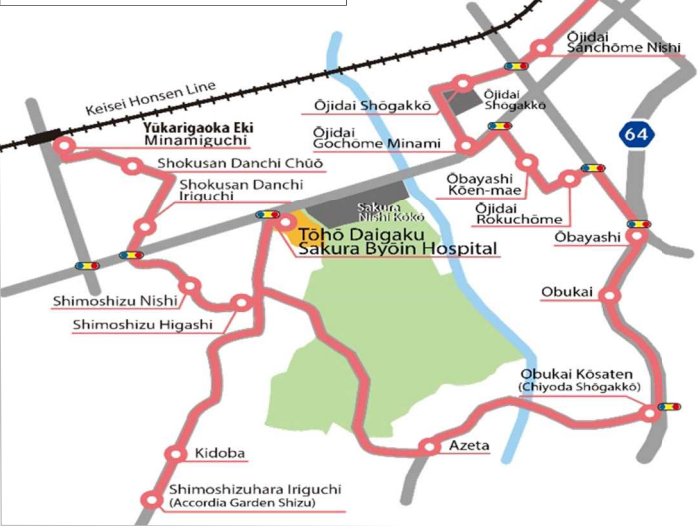 Ōjidai
Sanchōme Nishi
Keisei Honsen Line
Ōjidai Shōgakkō
Ōjidai
Shōgakkō
Yūkarigaoka Eki
Minamiguchi
Ōjidai
Gochōme Minami
64
Shokusan Danchi Chūō
Shokusan Danchi
Iriguchi
Ōbayashi
Kōen-mae
Ōjidai
Rokuchōme
Sakura
Nishi Kōkō
Tōhō Daigaku
Sakura Byōin Hospital
Ōbayashi
Shimoshizu Nishi
Obukai
Shimoshizu Higashi
Obukai Kōsaten
(Chiyoda Shōgakkō)
Kidoba
Azeta
Shimoshizuhara Iriguchi
(Accordia Garden Shizu)